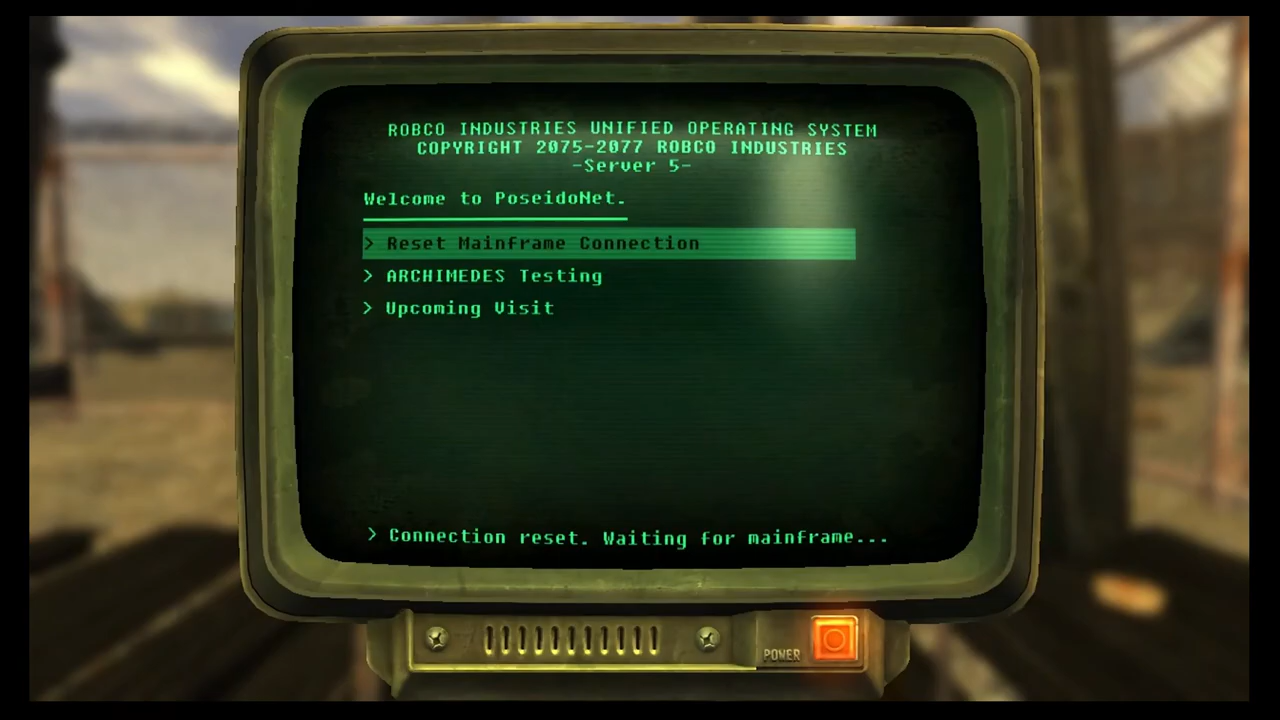 ROBCO INDUSTRIES UNIFIED OPERATING SYSTEM
COPYRIGHT 2075-2077 ROBCO INDUSTRIES
-Server 5-
Welcome to PoseidoNet.
> Reset Mainframe Connection
> ARCHIMEDES Testing
> Upcoming Visit
> Connection reset. Waiting for mainframe...
POWER